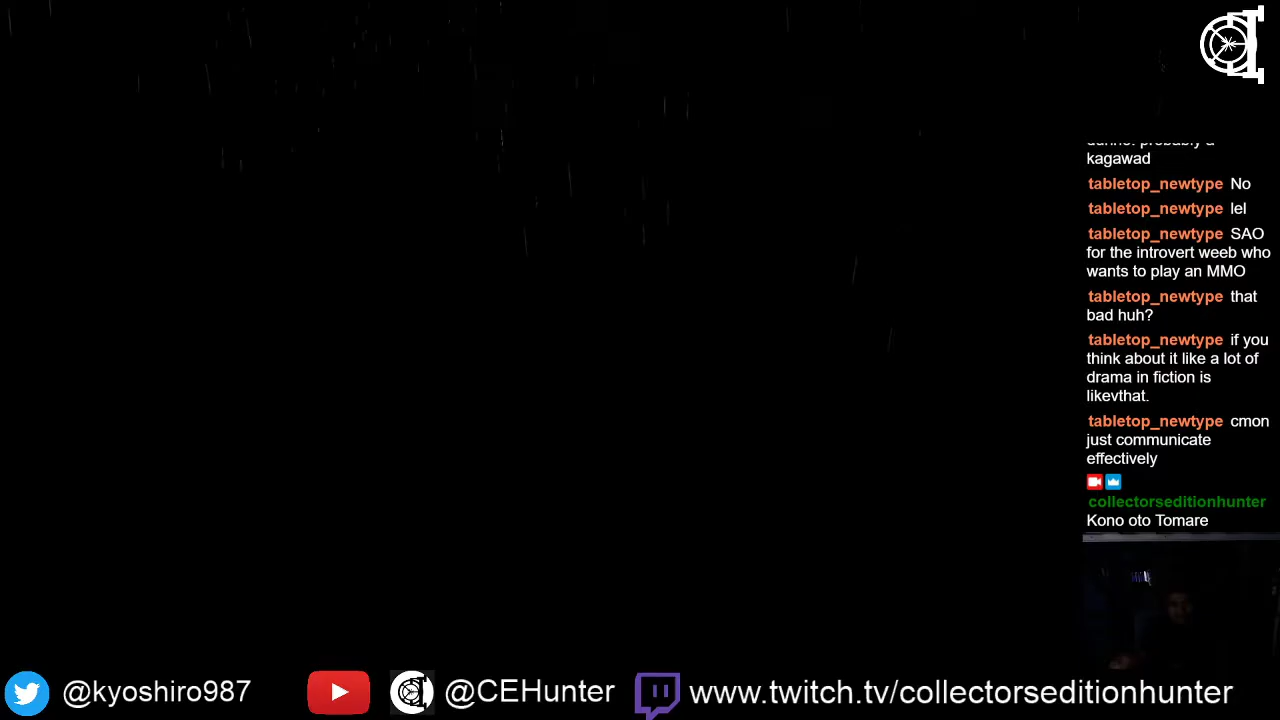 kagawad
tabletop_newtype No
tabletop_newtype lel
tabletop_newtype SAO
for the introvert weeb who
wants to play an MMO
tabletop_newtype that
bad huh?
tabletop_newtype if you
think about it like a lot of
drama in fiction is
likevthat.
tabletop_newtype cmon
just communicate
effectively
collectorseditionhunter
Kono oto Tomare
@kyoshiro987
@CEHunter
www.twitch.tv/collectorseditionhunter